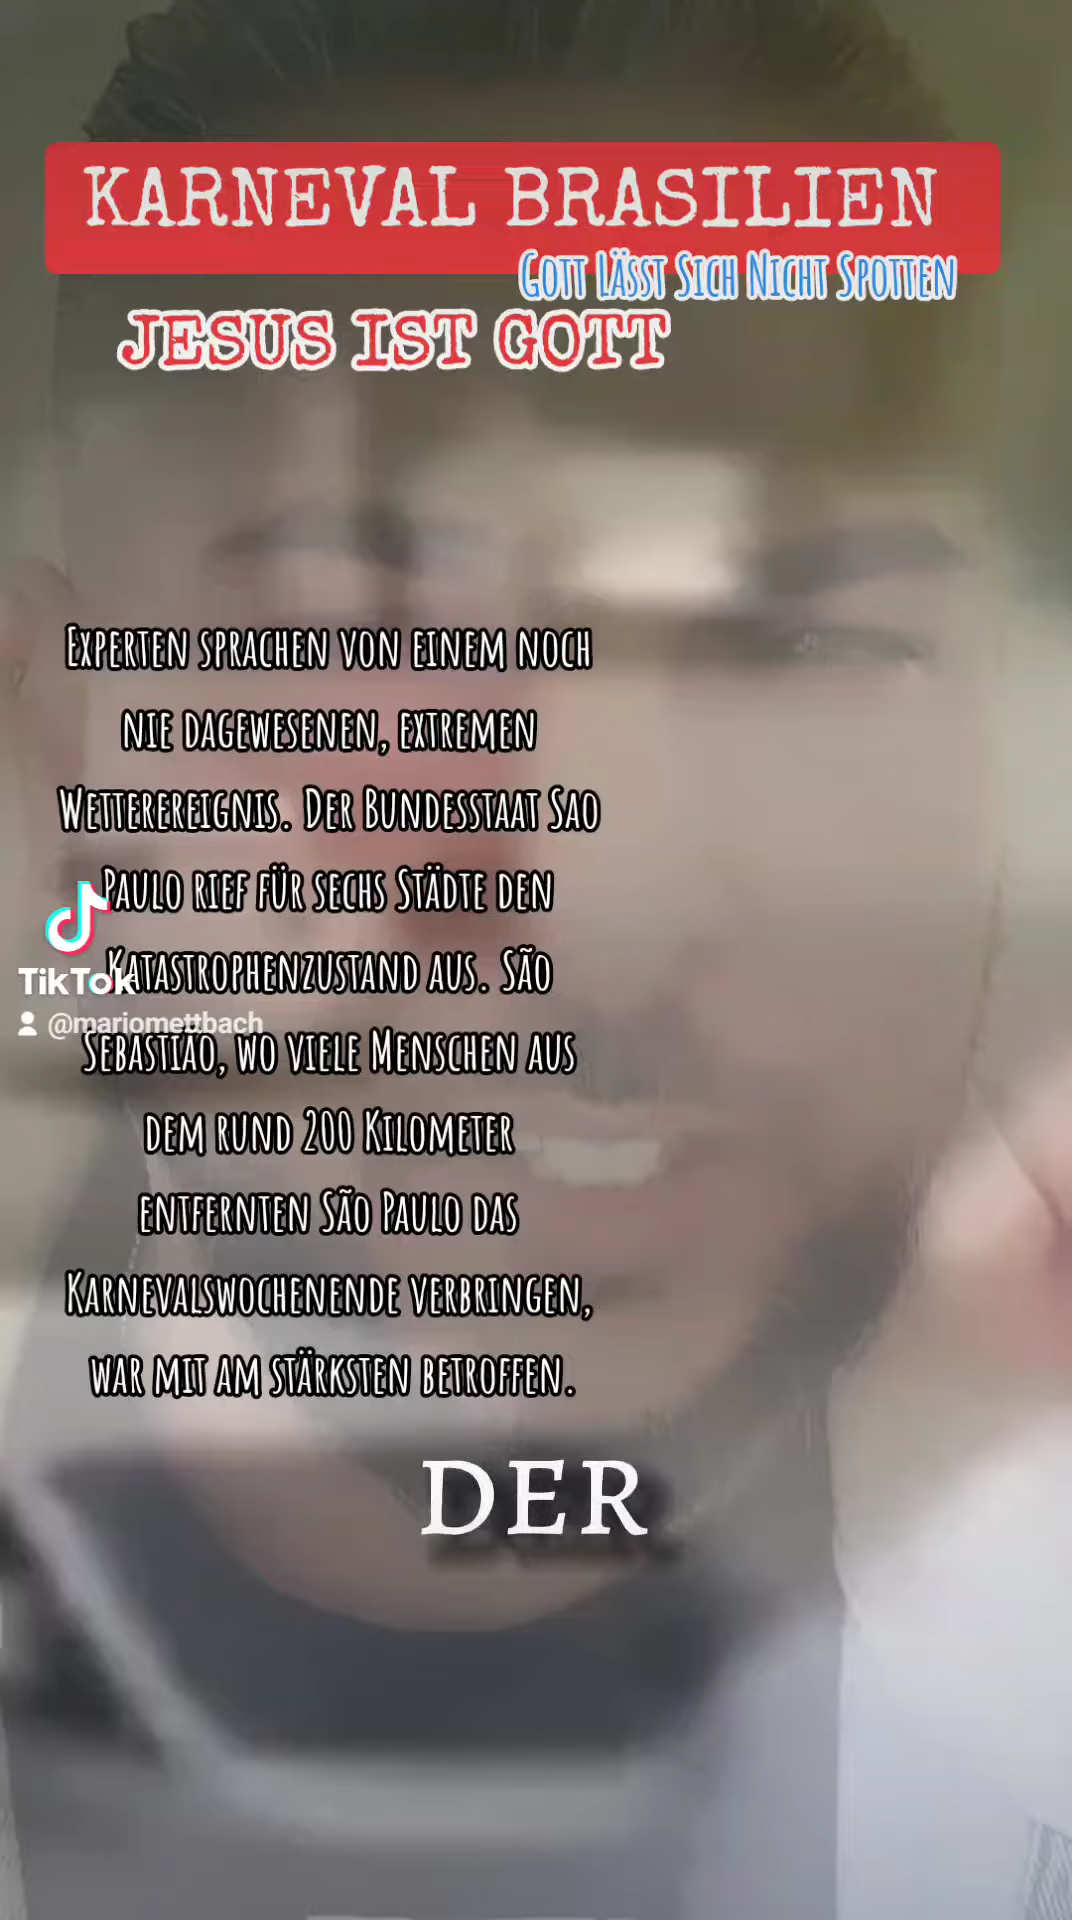 KARNEVAL BRASILIEN
Gott Lässt Sich Nicht Spotten
JESUS IST GOTT
Experten sprachen von einem noch
nie dagewesenen, extremen
Wetterereignis. Der Bundesstaat Sao
Paulo rief für sechs Städte den
Katastrophenzustand aus. São
Sebastião, wo viele Menschen aus
dem rund 200 Kilometer
entfernten São Paulo das
Karnevalswochenende verbringen,
war mit am stärksten betroffen.
TikTok
@mariomettbach
DER